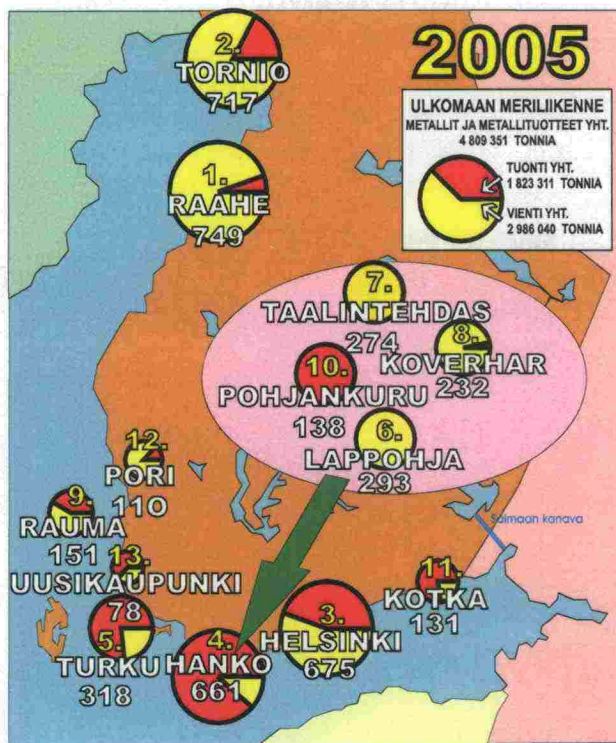 2005
ULKOMAAN MERILIIKENNE
METALLIT JA METALLITUOTTEET YHT.
4 809 351 TONNIA
TUONTI YHT.
1 823 311 TONNIA
VIENTI YHT.
2 986 040 TONNIA
2.
TORNIO
717
1.
RAAHE
749
7.
TAALINTEHDAS
274
8.
KOVERHAR
232
10.
POHJANKURU
138
6.
LAPPOHJA
293
12.
PORI
110
9.
RAUMA
151
13.
UUSIKAUPUNKI
78
5.
TURKU
318
4.
HANKO
661
3.
HELSINKI
675
11.
KOTKA
131
Saimaan kanava